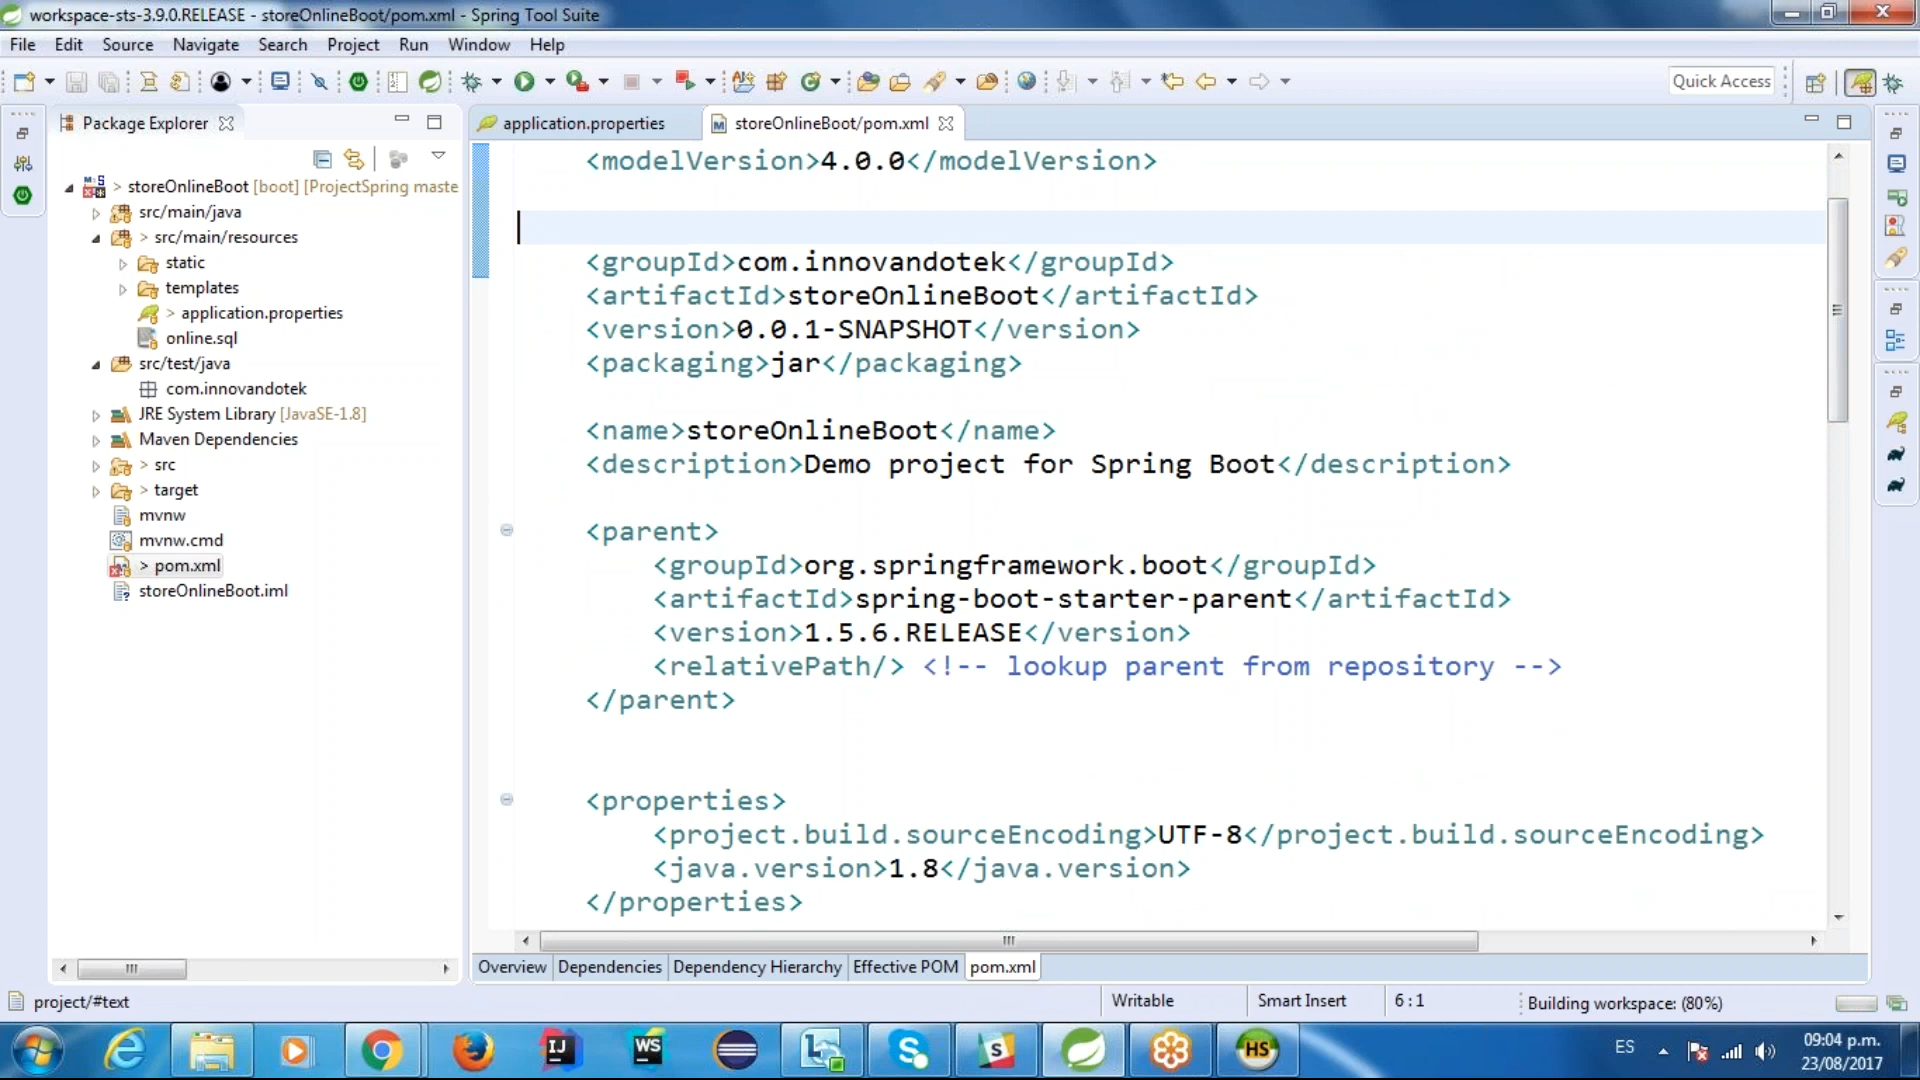 workspace-sts-3.9.0.RELEASE - storeOnlineBoot/pom.xml - Spring Tool Suite
File Edit Source Navigate Search Project Run Window Help
Quick Access
Package Explorer
application.properties
storeOnlineBoot/pom.xml
> storeOnlineBoot [boot] [ProjectSpring maste
src/main/java
> src/main/resources
static
templates
> application.properties
online.sql
src/test/java
com.innovandotek
JRE System Library [JavaSE-1.8]
Maven Dependencies
> src
> target
mvnw
mvnw.cmd
> pom.xml
storeOnlineBoot.iml
<modelVersion>4.0.0</modelVersion>
<groupId>com.innovandotek</groupId>
<artifactId>storeOnlineBoot</artifactId>
<version>0.0.1-SNAPSHOT</version>
<packaging>jar</packaging>
<name>storeOnlineBoot</name>
<description>Demo project for Spring Boot</description>
<parent>
<groupId>org.springframework.boot</groupId>
<artifactId>spring-boot-starter-parent</artifactId>
<version>1.5.6.RELEASE</version>
<relativePath/> <!-- lookup parent from repository -->
</parent>
<properties>
<project.build.sourceEncoding>UTF-8</project.build.sourceEncoding>
<java.version>1.8</java.version>
</properties>
Overview Dependencies Dependency Hierarchy Effective POM pom.xml
project/#text
Writable
Smart Insert
6 : 1
Building workspace: (80%)
IJ
WS
S
S
HS
ES
09:04 p.m.
23/08/2017